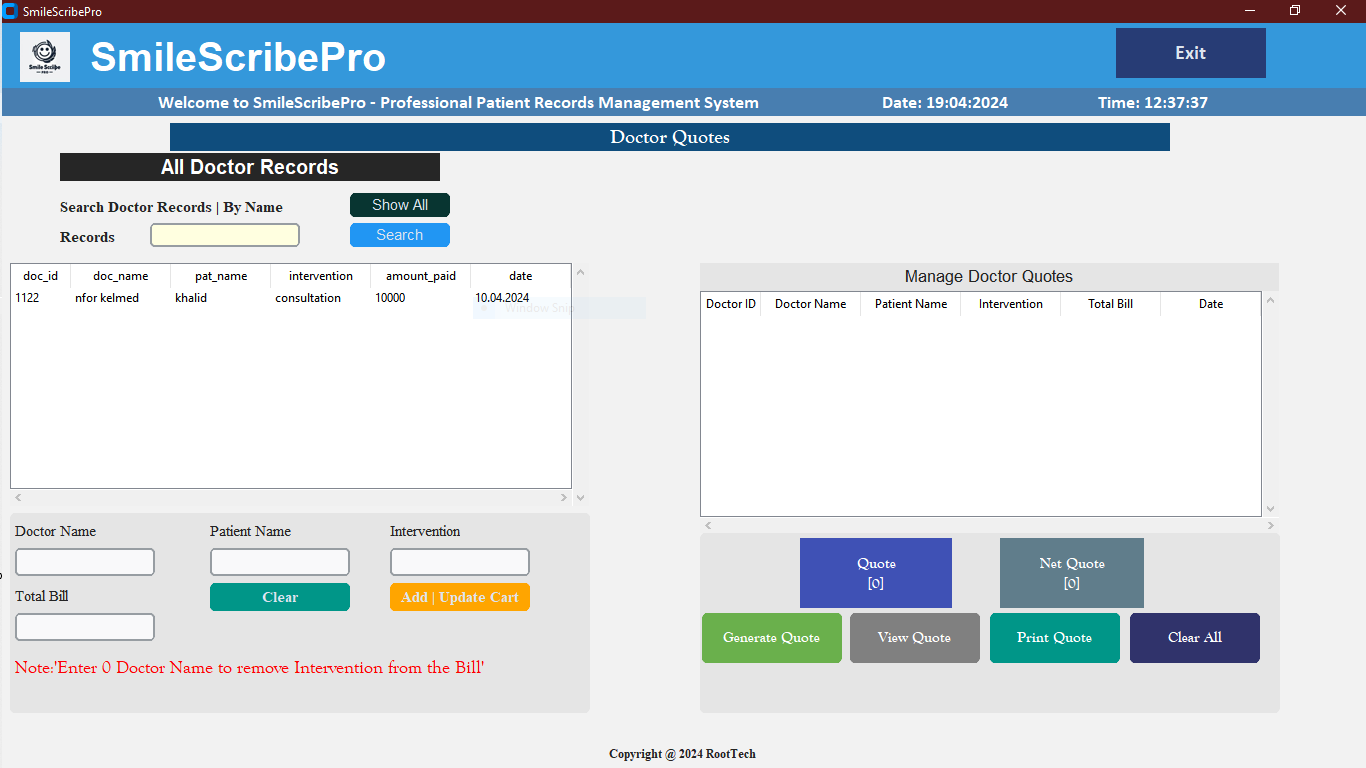 SmileScribePro
Smile Scribe
PRO
SmileScribePro
Exit
Welcome to SmileScribePro - Professional Patient Records Management System
Date: 19:04:2024
Time: 12:37:37
Doctor Quotes
All Doctor Records
Search Doctor Records | By Name
Show All
Records
Search
doc_id doc_name pat_name intervention amount_paid date
1122 nfor kelmed khalid consultation 10000 10.04.2024
Window Snip
Manage Doctor Quotes
Doctor ID Doctor Name Patient Name Intervention Total Bill Date
Doctor Name Patient Name Intervention
Total Bill
Clear
Add | Update Cart
Note:'Enter 0 Doctor Name to remove Intervention from the Bill'
Quote
[0]
Net Quote
[0]
Generate Quote
View Quote
Print Quote
Clear All
Copyright @ 2024 RootTech